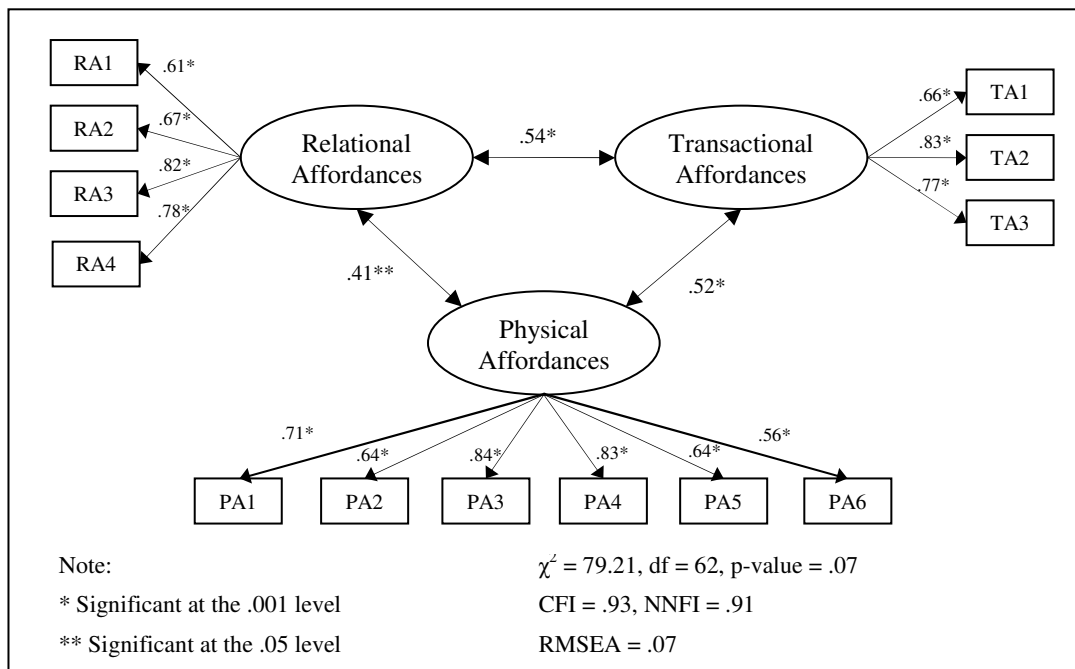 RA1
.61*
RA2
.67*
RA3
.82*
RA4
.78*
Relational
Affordances
.54*
Transactional
Affordances
.66*
TA1
.83*
TA2
.77*
TA3
.41**
.52*
Physical
Affordances
.71*
.64*
.84*
.83*
.64*
.56*
PA1
PA2
PA3
PA4
PA5
PA6
Note:
* Significant at the .001 level
** Significant at the .05 level
χ² = 79.21, df = 62, p-value = .07
CFI = .93, NNFI = .91
RMSEA = .07